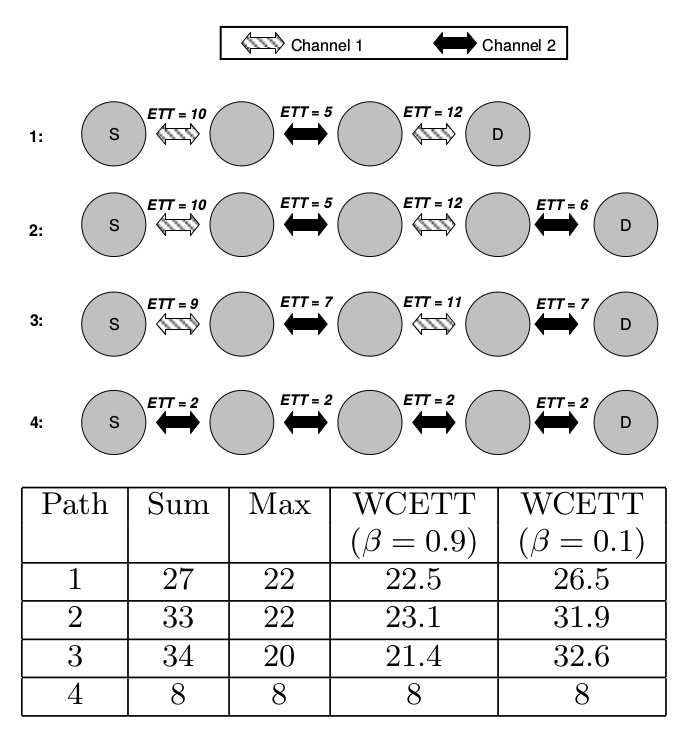 Channel 1 Channel 2
ETT = 10 ETT = 5 ETT = 12
1: S D
ETT = 10 ETT = 5 ETT = 12 ETT = 6
2: S D
ETT = 9 ETT = 7 ETT = 11 ETT = 7
3: S D
ETT = 2 ETT = 2 ETT = 2 ETT = 2
4: S D
Path Sum Max WCETT WCETT
(β = 0.9) (β = 0.1)
1 27 22 22.5 26.5
2 33 22 23.1 31.9
3 34 20 21.4 32.6
4 8 8 8 8